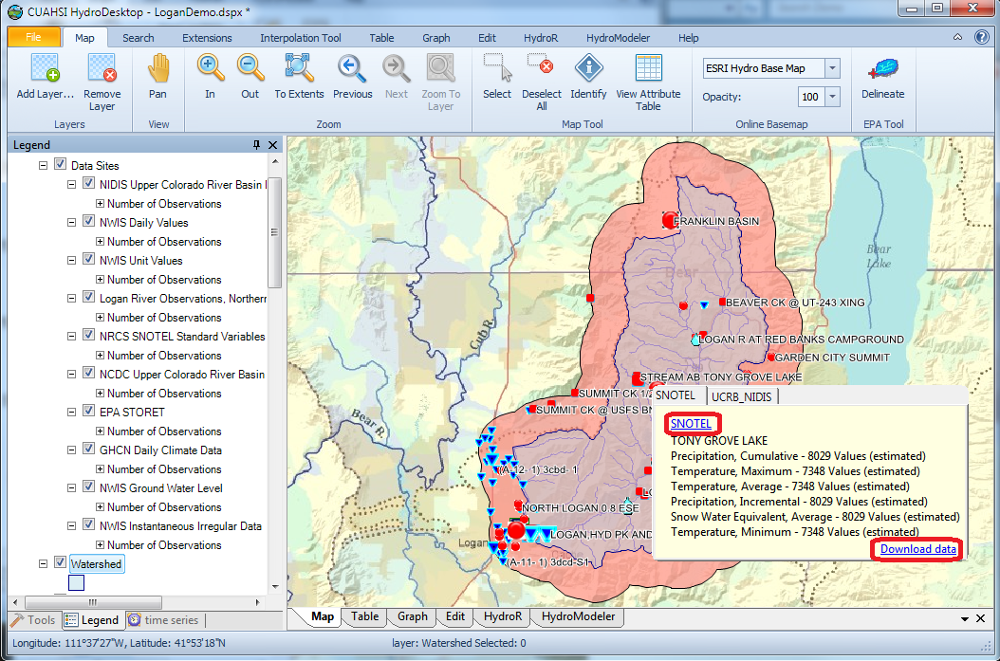 CUAHSI HydroDesktop - LoganDemo.dspx *
File Map Search Extensions Interpolation Tool Table Graph Edit HydroR HydroModeler Help
Add Layer... Remove Layer Pan In Out To Extents Previous Next Zoom To Layer Select Deselect All Identify View Attribute Table ESRI Hydro Base Map Opacity: 100 Delineate
Layers View Zoom Map Tool Online Basemap EPA Tool
Legend
Data Sites
NIDIS Upper Colorado River Basin
Number of Observations
NWIS Daily Values
Number of Observations
NWIS Unit Values
Number of Observations
Logan River Observations, Northern
Number of Observations
NRCS SNOTEL Standard Variables
Number of Observations
NCDC Upper Colorado River Basin
Number of Observations
EPA STORET
Number of Observations
GHCN Daily Climate Data
Number of Observations
NWIS Ground Water Level
Number of Observations
NWIS Instantaneous Irregular Data
Number of Observations
Watershed
FRANKLIN BASIN
Bear Lake
Bear
BEAVER CK @ UT-243 XING
Cub R.
LOGAN R AT RED BANKS CAMPGROUND
GARDEN CITY SUMMIT
STREAM AB TONY GROVE LAKE
SUMMIT CK 1/2
SUMMIT CK @ USFS BN
Bear R.
(A-12- 1) 3cbd- 1
NORTH LOGAN 0.8 ESE
LOGAN,HYD PK AND
Logan
Cache
(A-11- 1) 3dcd-S1
SNOTEL UCRB_NIDIS
SNOTEL
TONY GROVE LAKE
Precipitation, Cumulative - 8029 Values (estimated)
Temperature, Maximum - 7348 Values (estimated)
Temperature, Average - 7348 Values (estimated)
Precipitation, Incremental - 8029 Values (estimated)
Snow Water Equivalent, Average - 8029 Values (estimated)
Temperature, Minimum - 7348 Values (estimated)
Download data
Tools Legend time series
Map Table Graph Edit HydroR HydroModeler
Longitude: 111°37'27"W, Latitude: 41°53'18"N layer: Watershed Selected: 0